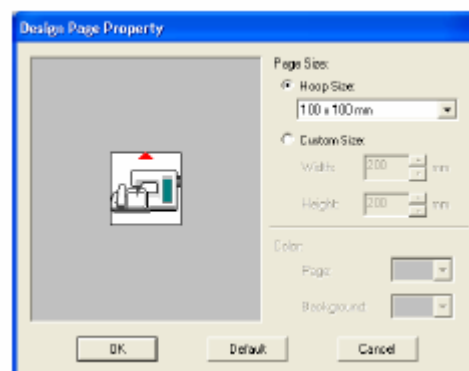 Design Page Property
Page Size:
Hoop Size:
100 x 100 mm
Custom Size:
Width: 200 mm
Height: 200 mm
Color:
Page:
Background:
OK Default Cancel